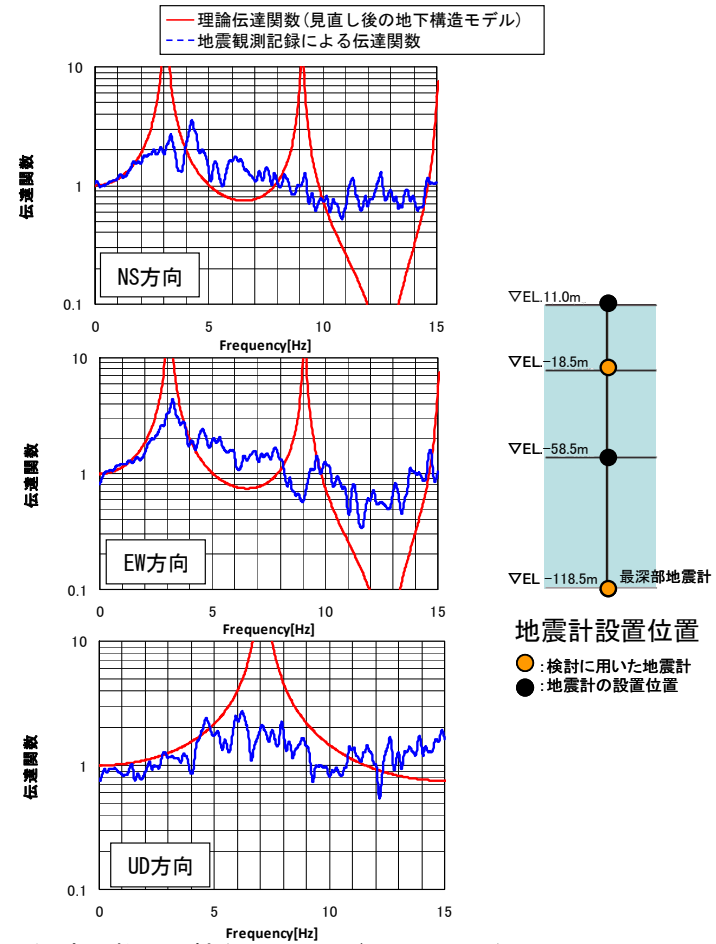 理論伝達関数(見直し後の地下構造モデル)
地震観測記録による伝達関数
10
1
0.1
伝達関数
NS方向
0 5 10 15
Frequency[Hz]
10
1
0.1
伝達関数
EW方向
0 5 10 15
Frequency[Hz]
10
1
0.1
伝達関数
UD方向
0 5 10 15
Frequency[Hz]
▽EL.11.0m
▽EL.-18.5m
▽EL.-58.5m
▽EL -118.5m 最深部地震計
地震計設置位置
:検討に用いた地震計
:地震計の設置位置